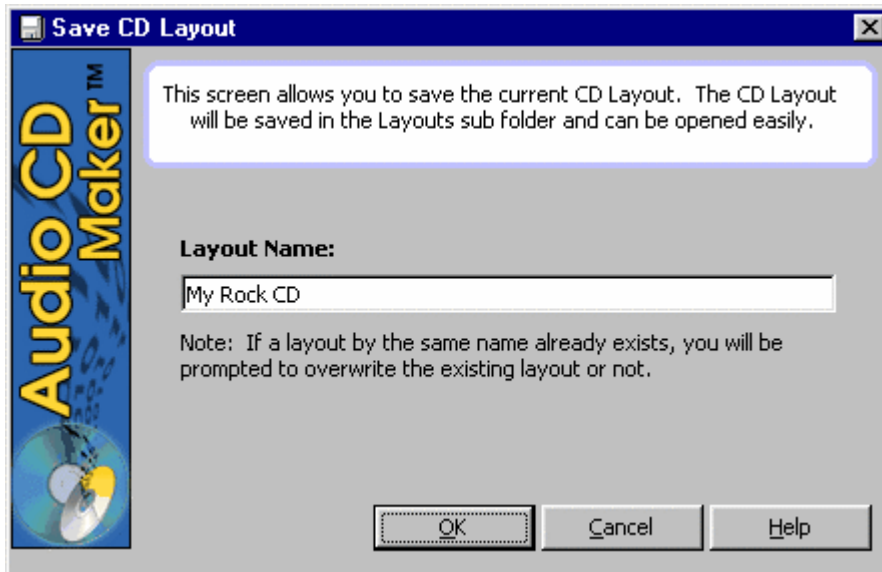 Save CD Layout
Audio CD
Maker™
This screen allows you to save the current CD Layout. The CD Layout
will be saved in the Layouts sub folder and can be opened easily.
Layout Name:
My Rock CD
Note: If a layout by the same name already exists, you will be
prompted to overwrite the existing layout or not.
OK Cancel Help